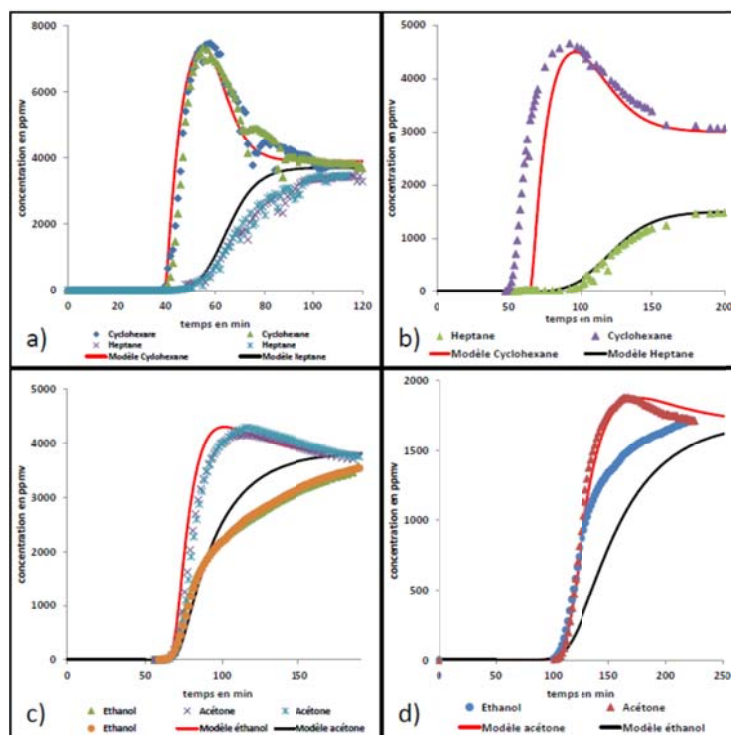 8000
6000
4000
2000
0
concentration en ppmv
0 20 40 60 80 100 120
temps en min
a)
Cyclohexane Cyclohexane
Heptane Heptane
Modèle Cyclohexane Modèle heptane
5000
4000
3000
2000
1000
0
concentration en ppmv
0 50 100 150 200
temps en min
b)
Heptane Cyclohexane
Modèle Cyclohexane Modèle Heptane
5000
4000
3000
2000
1000
0
concentration en ppmv
0 50 100 150
temps en min
c)
Ethanol Acétone Acétone
Ethanol Modèle éthanol Modèle acétone
2000
1500
1000
500
0
concentration en ppmv
0 50 100 150 200 250
temps en min
d)
Ethanol Acétone
Modèle acétone Modèle éthanol